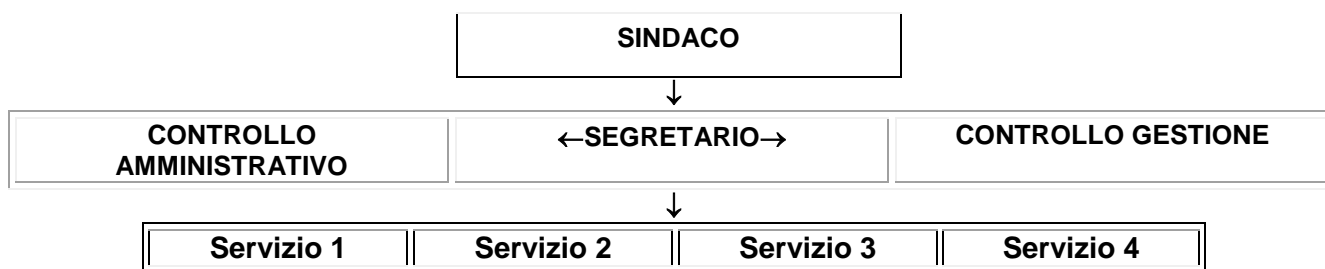 SINDACO
↓
CONTROLLO AMMINISTRATIVO
←SEGRETARIO→
CONTROLLO GESTIONE
↓
Servizio 1
Servizio 2
Servizio 3
Servizio 4